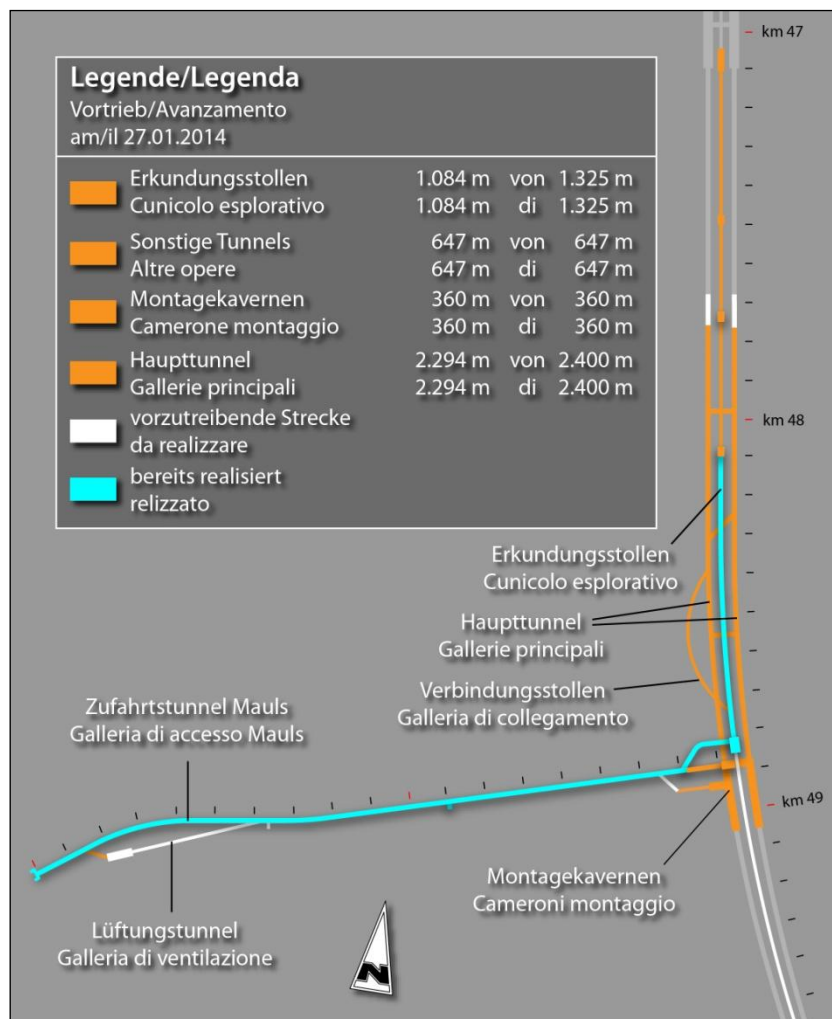 Legende/Legenda
Vortrieb/Avanzamento
am/il 27.01.2014
Erkundungsstollen 1.084 m von 1.325 m
Cunicolo esplorativo 1.084 m di 1.325 m
Sonstige Tunnels 647 m von 647 m
Altre opere 647 m di 647 m
Montagekavernen 360 m von 360 m
Camerone montaggio 360 m di 360 m
Haupttunnel 2.294 m von 2.400 m
Gallerie principali 2.294 m di 2.400 m
vorzutreibende Strecke
da realizzare
bereits realisiert
relizzato
km 47
km 48
Erkundungsstollen
Cunicolo esplorativo
Haupttunnel
Gallerie principali
Verbindungsstollen
Galleria di collegamento
Zufahrtstunnel Mauls
Galleria di accesso Mauls
km 49
Montagekavernen
Cameroni montaggio
Lüftungstunnel
Galleria di ventilazione
N